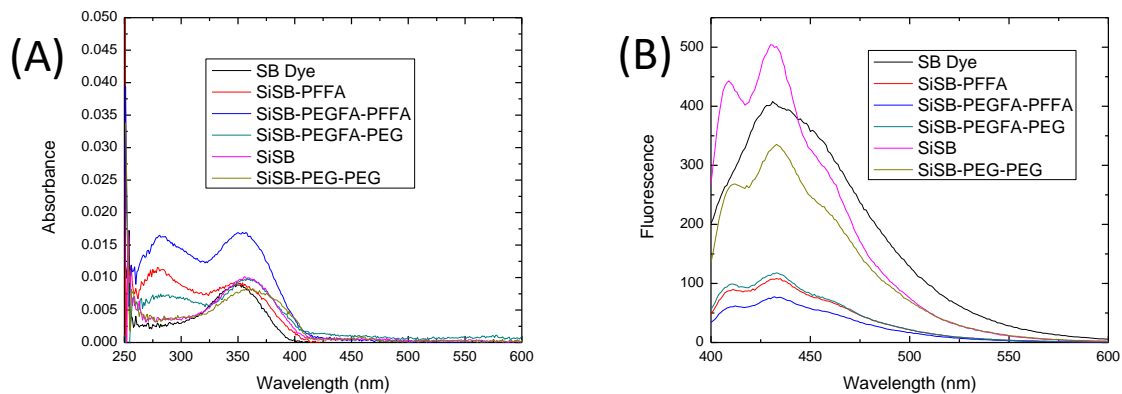 (A)
0.050
0.045
0.040
0.035
0.030
0.025
0.020
0.015
0.010
0.005
0.000
Absorbance
SB Dye
SiSB-PFFA
SiSB-PEGFA-PFFA
SiSB-PEGFA-PEG
SiSB
SiSB-PEG-PEG
250 300 350 400 450 500 550 600
Wavelength (nm)
(B)
500
400
300
200
100
0
Fluorescence
SB Dye
SiSB-PFFA
SiSB-PEGFA-PFFA
SiSB-PEGFA-PEG
SiSB
SiSB-PEG-PEG
400 450 500 550 600
Wavelength (nm)